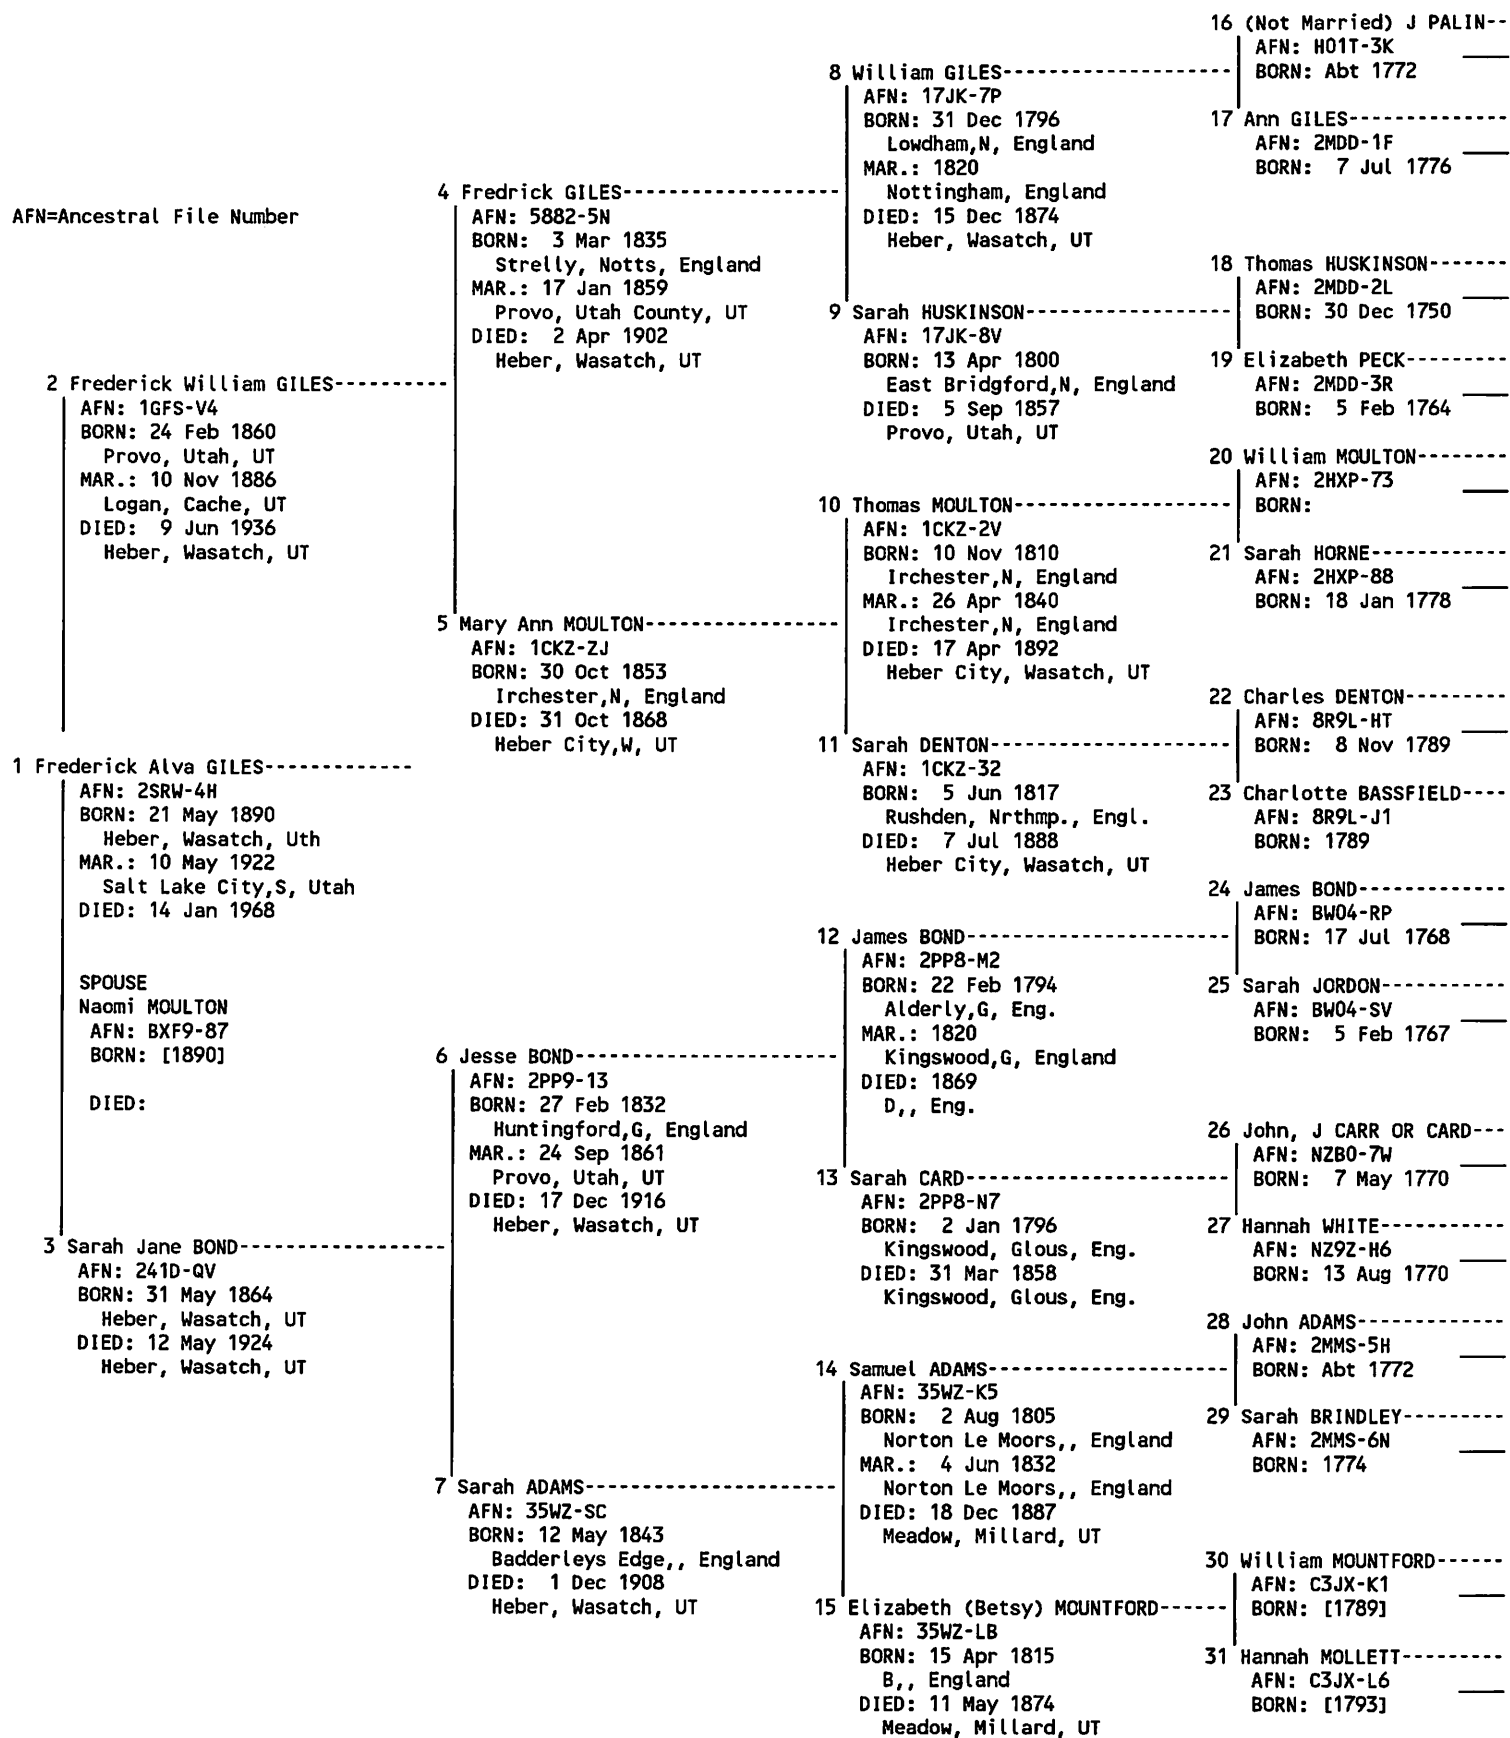 AFN=Ancestral File Number
1 Frederick Alva GILES-------------
AFN: 2SRW-4H
BORN: 21 May 1890
Heber, Wasatch, Uth
MAR.: 10 May 1922
Salt Lake City,S, Utah
DIED: 14 Jan 1968
SPOUSE
Naomi MOULTON
AFN: BXF9-87
BORN: [1890]
DIED:
2 Frederick William GILES----------
AFN: 1GFS-V4
BORN: 24 Feb 1860
Provo, Utah, UT
MAR.: 10 Nov 1886
Logan, Cache, UT
DIED: 9 Jun 1936
Heber, Wasatch, UT
3 Sarah Jane BOND------------------
AFN: 241D-QV
BORN: 31 May 1864
Heber, Wasatch, UT
DIED: 12 May 1924
Heber, Wasatch, UT
4 Fredrick GILES-------------------
AFN: 5882-5N
BORN: 3 Mar 1835
Strelly, Notts, England
MAR.: 17 Jan 1859
Provo, Utah County, UT
DIED: 2 Apr 1902
Heber, Wasatch, UT
5 Mary Ann MOULTON-----------------
AFN: 1CKZ-ZJ
BORN: 30 Oct 1853
Irchester,N, England
DIED: 31 Oct 1868
Heber City,W, UT
6 Jesse BOND-----------------------
AFN: 2PP9-13
BORN: 27 Feb 1832
Huntingford,G, England
MAR.: 24 Sep 1861
Provo, Utah, UT
DIED: 17 Dec 1916
Heber, Wasatch, UT
7 Sarah ADAMS----------------------
AFN: 35WZ-SC
BORN: 12 May 1843
Badderleys Edge,, England
DIED: 1 Dec 1908
Heber, Wasatch, UT
8 William GILES--------------------
AFN: 17JK-7P
BORN: 31 Dec 1796
Lowdham,N, England
MAR.: 1820
Nottingham, England
DIED: 15 Dec 1874
Heber, Wasatch, UT
9 Sarah HUSKINSON------------------
AFN: 17JK-8V
BORN: 13 Apr 1800
East Bridgford,N, England
DIED: 5 Sep 1857
Provo, Utah, UT
10 Thomas MOULTON-------------------
AFN: 1CKZ-2V
BORN: 10 Nov 1810
Irchester,N, England
MAR.: 26 Apr 1840
Irchester,N, England
DIED: 17 Apr 1892
Heber City, Wasatch, UT
11 Sarah DENTON---------------------
AFN: 1CKZ-32
BORN: 5 Jun 1817
Rushden, Nrthmp., Engl.
DIED: 7 Jul 1888
Heber City, Wasatch, UT
12 James BOND-----------------------
AFN: 2PP8-M2
BORN: 22 Feb 1794
Alderly,G, Eng.
MAR.: 1820
Kingswood,G, England
DIED: 1869
D,, Eng.
13 Sarah CARD-----------------------
AFN: 2PP8-N7
BORN: 2 Jan 1796
Kingswood, Glous, Eng.
DIED: 31 Mar 1858
Kingswood, Glous, Eng.
14 Samuel ADAMS---------------------
AFN: 35WZ-K5
BORN: 2 Aug 1805
Norton Le Moors,, England
MAR.: 4 Jun 1832
Norton Le Moors,, England
DIED: 18 Dec 1887
Meadow, Millard, UT
15 Elizabeth (Betsy) MOUNTFORD------
AFN: 35WZ-LB
BORN: 15 Apr 1815
B,, England
DIED: 11 May 1874
Meadow, Millard, UT
16 (Not Married) J PALIN--
AFN: H01T-3K
BORN: Abt 1772
17 Ann GILES-------------
AFN: 2MDD-1F
BORN: 7 Jul 1776
18 Thomas HUSKINSON-------
AFN: 2MDD-2L
BORN: 30 Dec 1750
19 Elizabeth PECK---------
AFN: 2MDD-3R
BORN: 5 Feb 1764
20 William MOULTON--------
AFN: 2HXP-73
BORN:
21 Sarah HORNE-----------
AFN: 2HXP-88
BORN: 18 Jan 1778
22 Charles DENTON---------
AFN: 8R9L-HT
BORN: 8 Nov 1789
23 Charlotte BASSFIELD----
AFN: 8R9L-J1
BORN: 1789
24 James BOND-------------
AFN: BW04-RP
BORN: 17 Jul 1768
25 Sarah JORDON-----------
AFN: BW04-SV
BORN: 5 Feb 1767
26 John, J CARR OR CARD---
AFN: NZB0-7W
BORN: 7 May 1770
27 Hannah WHITE-----------
AFN: NZ9Z-H6
BORN: 13 Aug 1770
28 John ADAMS-------------
AFN: 2MMS-5H
BORN: Abt 1772
29 Sarah BRINDLEY---------
AFN: 2MMS-6N
BORN: 1774
30 William MOUNTFORD------
AFN: C3JX-K1
BORN: [1789]
31 Hannah MOLLETT---------
AFN: C3JX-L6
BORN: [1793]